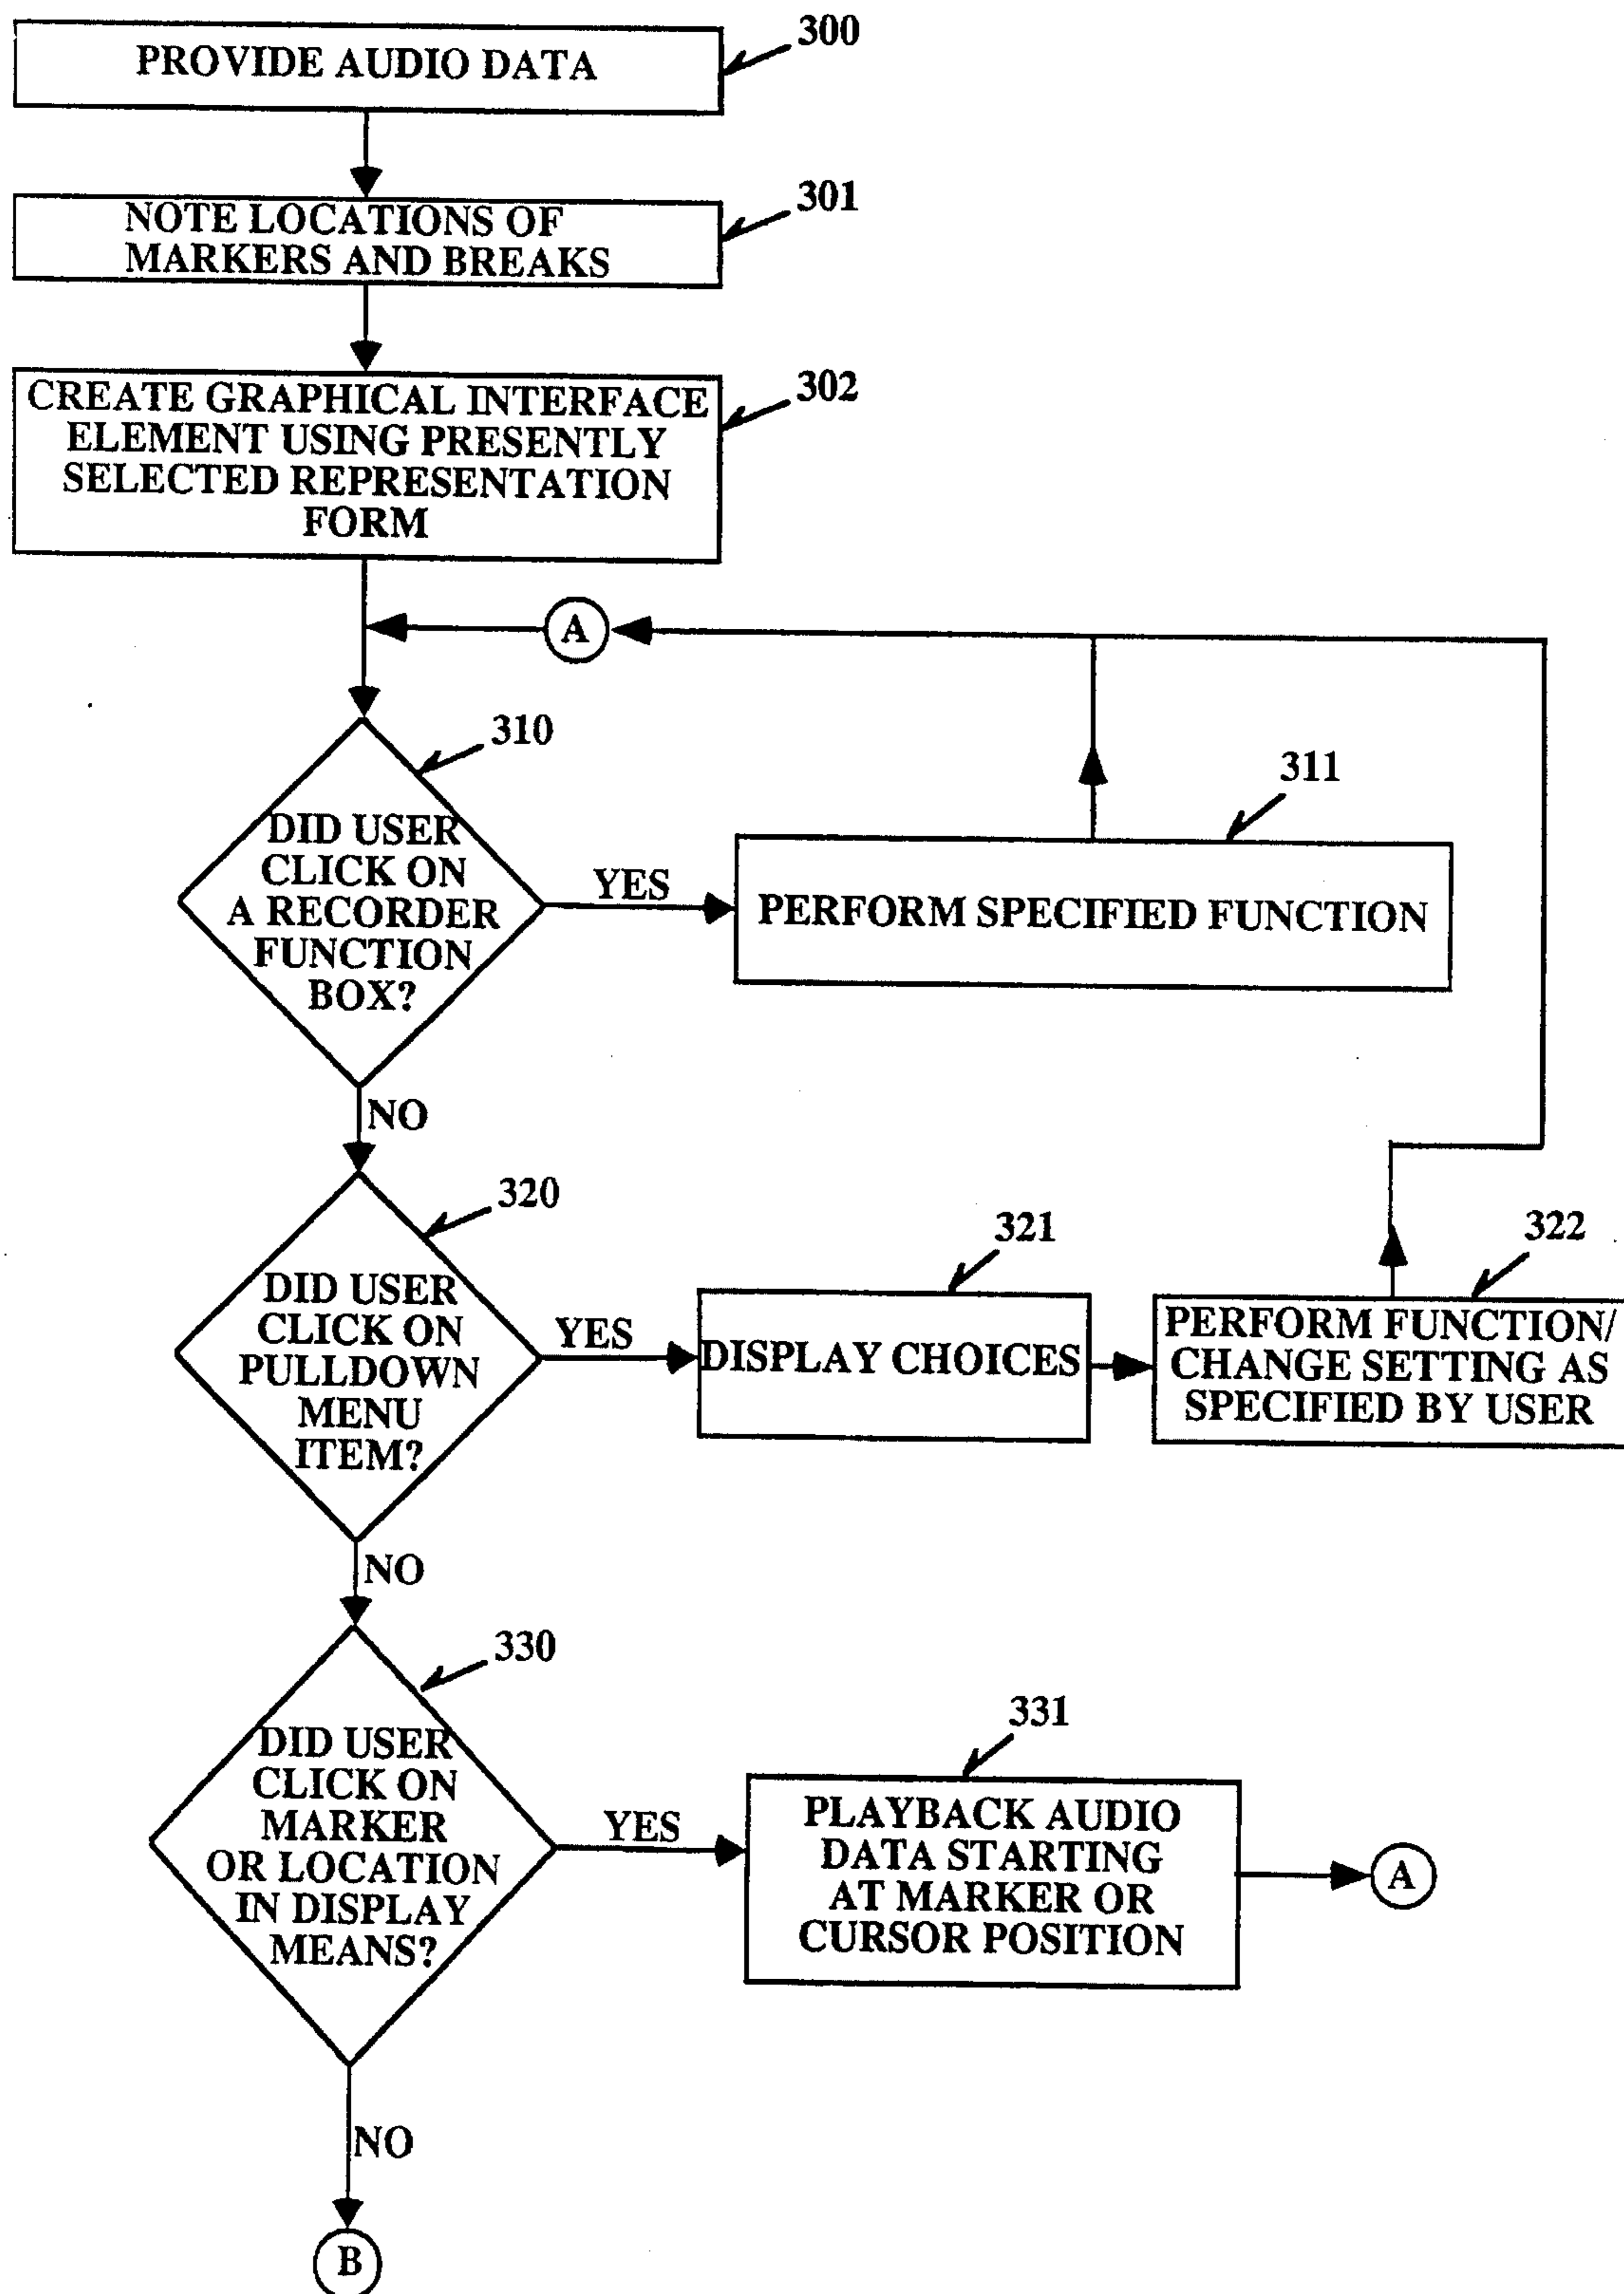 300
PROVIDE AUDIO DATA
301
NOTE LOCATIONS OF
MARKERS AND BREAKS
302
CREATE GRAPHICAL INTERFACE
ELEMENT USING PRESENTLY
SELECTED REPRESENTATION
FORM
A
310
DID USER
CLICK ON
A RECORDER
FUNCTION
BOX?
YES
311
PERFORM SPECIFIED FUNCTION
NO
320
DID USER
CLICK ON
PULLDOWN
MENU
ITEM?
YES
321
DISPLAY CHOICES
322
PERFORM FUNCTION/
CHANGE SETTING AS
SPECIFIED BY USER
NO
330
DID USER
CLICK ON
MARKER
OR LOCATION
IN DISPLAY
MEANS?
YES
331
PLAYBACK AUDIO
DATA STARTING
AT MARKER OR
CURSOR POSITION
A
NO
B